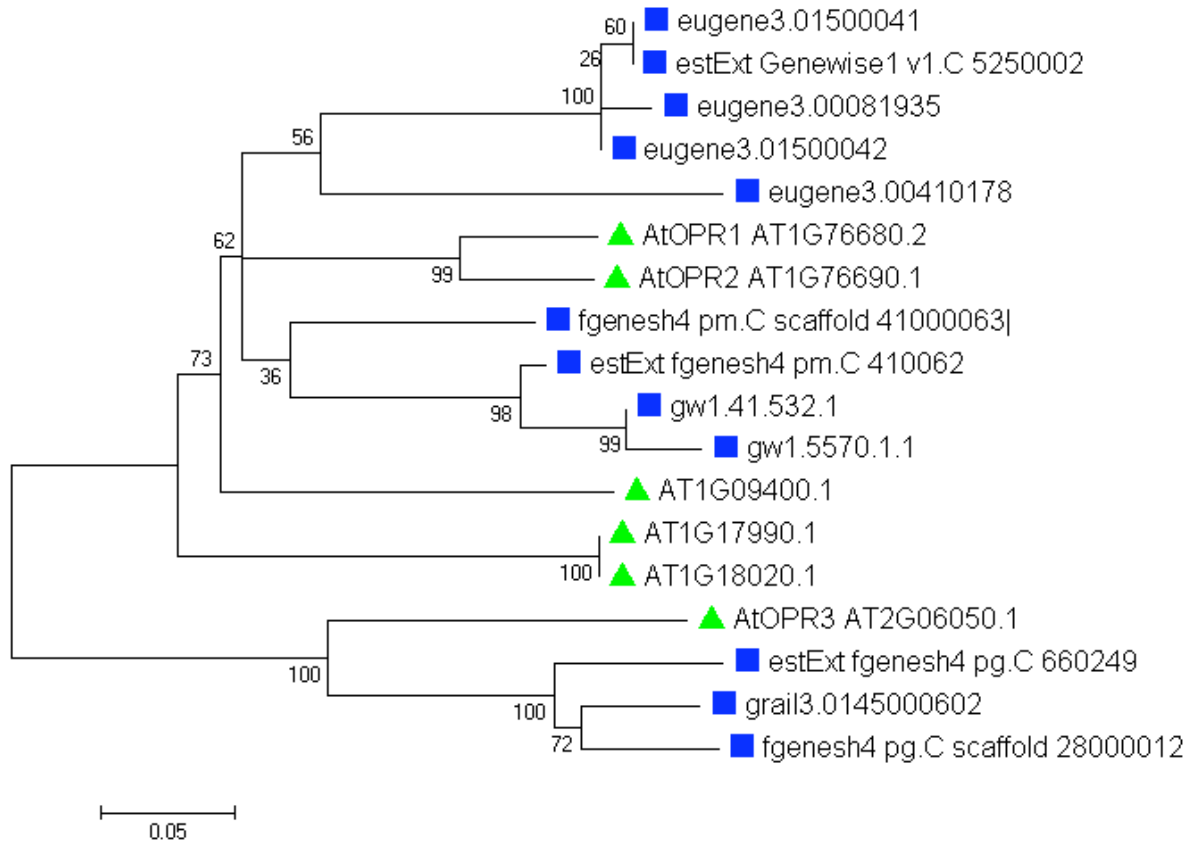 60
eugene3.01500041
26
estExt Genewise1 v1.C 5250002
100
eugene3.00081935
eugene3.01500042
56
eugene3.00410178
62
AtOPR1 AT1G76680.2
99
AtOPR2 AT1G76690.1
fgenesh4 pm.C scaffold 41000063|
73
36
estExt fgenesh4 pm.C 410062
98
gw1.41.532.1
99
gw1.5570.1.1
AT1G09400.1
AT1G17990.1
100
AT1G18020.1
AtOPR3 AT2G06050.1
100
estExt fgenesh4 pg.C 660249
100
grail3.0145000602
72
fgenesh4 pg.C scaffold 28000012
0.05